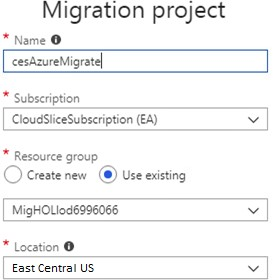 Migration project
* Name
cesAzureMigrate
* Subscription
CloudSliceSubscription (EA)
* Resource group
Create new Use existing
MigHOLlod6996066
* Location
East Central US